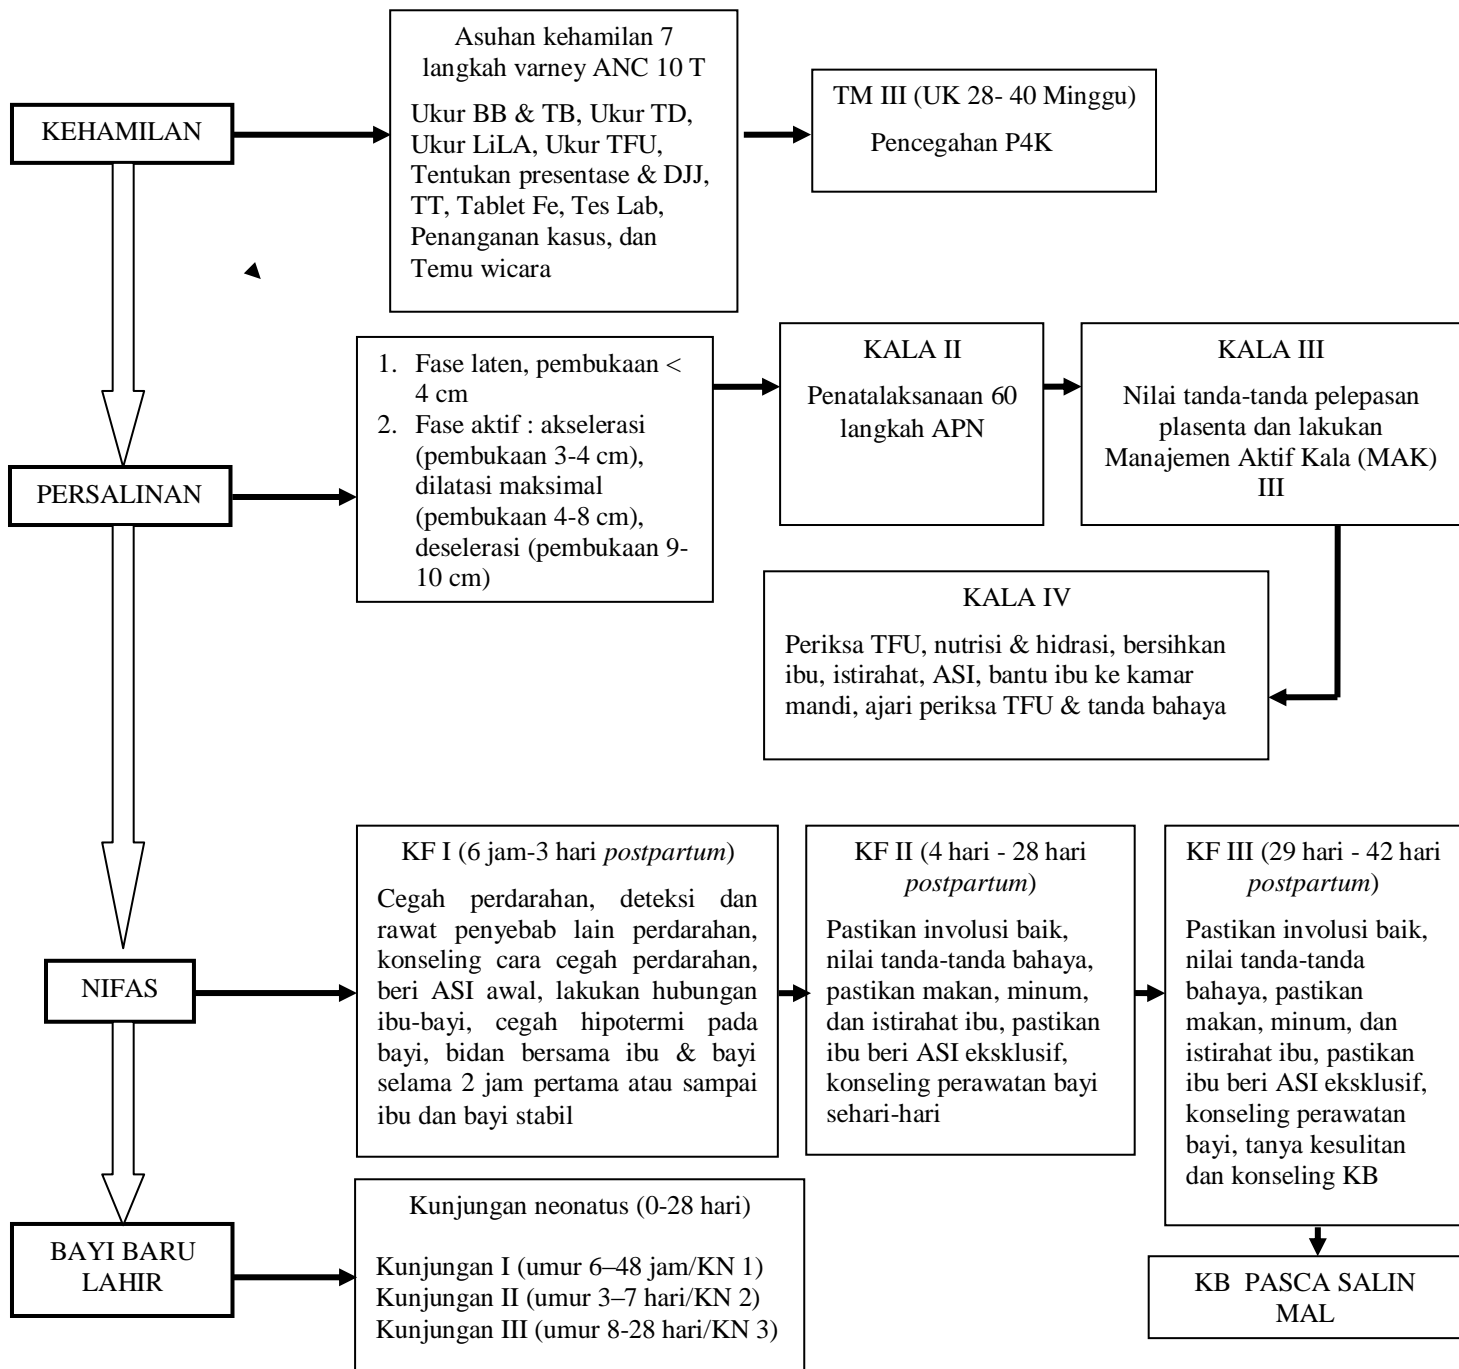 KEHAMILAN
Asuhan kehamilan 7
langkah varney ANC 10 T
Ukur BB & TB, Ukur TD,
Ukur LiLA, Ukur TFU,
Tentukan presentase & DJJ,
TT, Tablet Fe, Tes Lab,
Penanganan kasus, dan
Temu wicara
TM III (UK 28- 40 Minggu)
Pencegahan P4K
PERSALINAN
1. Fase laten, pembukaan <
4 cm
2. Fase aktif : akselerasi
(pembukaan 3-4 cm),
dilatasi maksimal
(pembukaan 4-8 cm),
deselerasi (pembukaan 9-
10 cm)
KALA II
Penatalaksanaan 60
langkah APN
KALA III
Nilai tanda-tanda pelepasan
plasenta dan lakukan
Manajemen Aktif Kala (MAK)
III
KALA IV
Periksa TFU, nutrisi & hidrasi, bersihkan
ibu, istirahat, ASI, bantu ibu ke kamar
mandi, ajari periksa TFU & tanda bahaya
NIFAS
KF I (6 jam-3 hari postpartum)
Cegah perdarahan, deteksi dan
rawat penyebab lain perdarahan,
konseling cara cegah perdarahan,
beri ASI awal, lakukan hubungan
ibu-bayi, cegah hipotermi pada
bayi, bidan bersama ibu & bayi
selama 2 jam pertama atau sampai
ibu dan bayi stabil
KF II (4 hari - 28 hari
postpartum)
Pastikan involusi baik,
nilai tanda-tanda bahaya,
pastikan makan, minum,
dan istirahat ibu, pastikan
ibu beri ASI eksklusif,
konseling perawatan bayi
sehari-hari
KF III (29 hari - 42 hari
postpartum)
Pastikan involusi baik,
nilai tanda-tanda
bahaya, pastikan
makan, minum, dan
istirahat ibu, pastikan
ibu beri ASI eksklusif,
konseling perawatan
bayi, tanya kesulitan
dan konseling KB
BAYI BARU
LAHIR
Kunjungan neonatus (0-28 hari)
Kunjungan I (umur 6–48 jam/KN 1)
Kunjungan II (umur 3–7 hari/KN 2)
Kunjungan III (umur 8-28 hari/KN 3)
KB PASCA SALIN
MAL